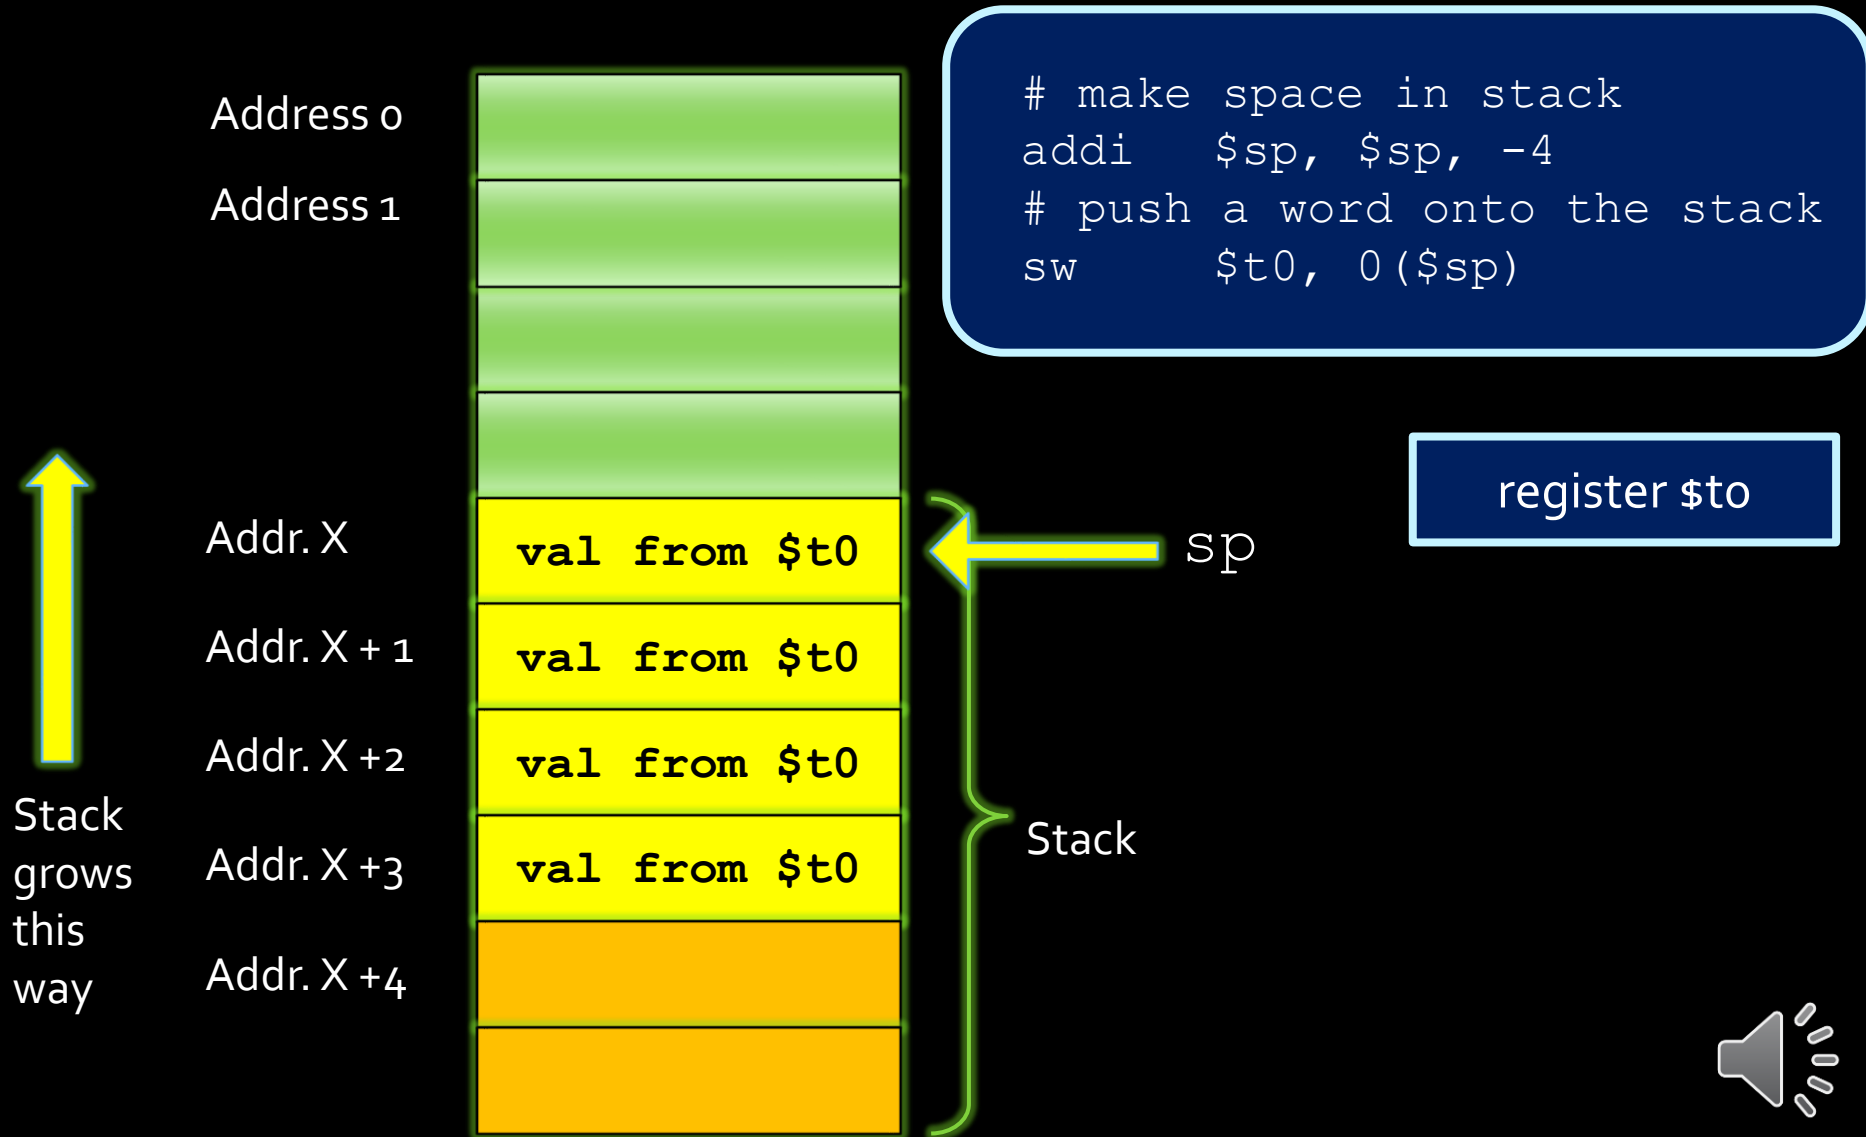 Address 0
Address 1
# make space in stack
addi $sp, $sp, -4
# push a word onto the stack
sw $t0, 0($sp)
register $t0
Addr. X
val from $t0
sp
Addr. X + 1
val from $t0
Addr. X +2
val from $t0
Addr. X +3
val from $t0
Addr. X +4
Stack
grows
this
way
Stack